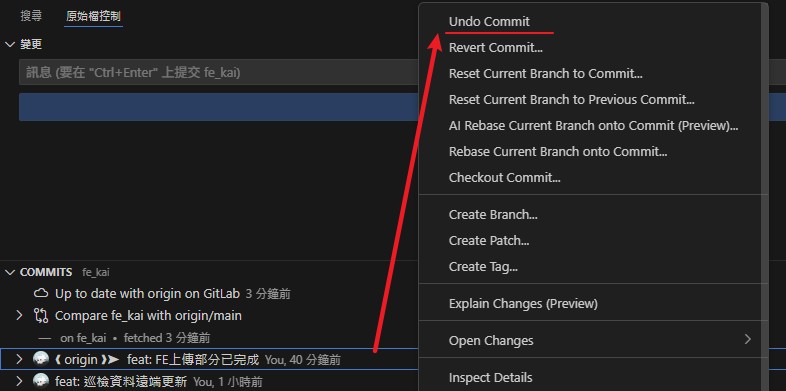 搜尋 原始檔控制
變更
訊息 (要在 "Ctrl+Enter" 上提交 fe_kai)
COMMITS fe_kai
Up to date with origin on GitLab 3 分鐘前
Compare fe_kai with origin/main
— on fe_kai • fetched 3 分鐘前
origin feat: FE上傳部分已完成 You, 40 分鐘前
feat: 巡檢資料遠端更新 You, 1 小時前
Undo Commit
Revert Commit...
Reset Current Branch to Commit...
Reset Current Branch to Previous Commit...
AI Rebase Current Branch onto Commit (Preview)...
Rebase Current Branch onto Commit...
Checkout Commit...
Create Branch...
Create Patch...
Create Tag...
Explain Changes (Preview)
Open Changes
Inspect Details